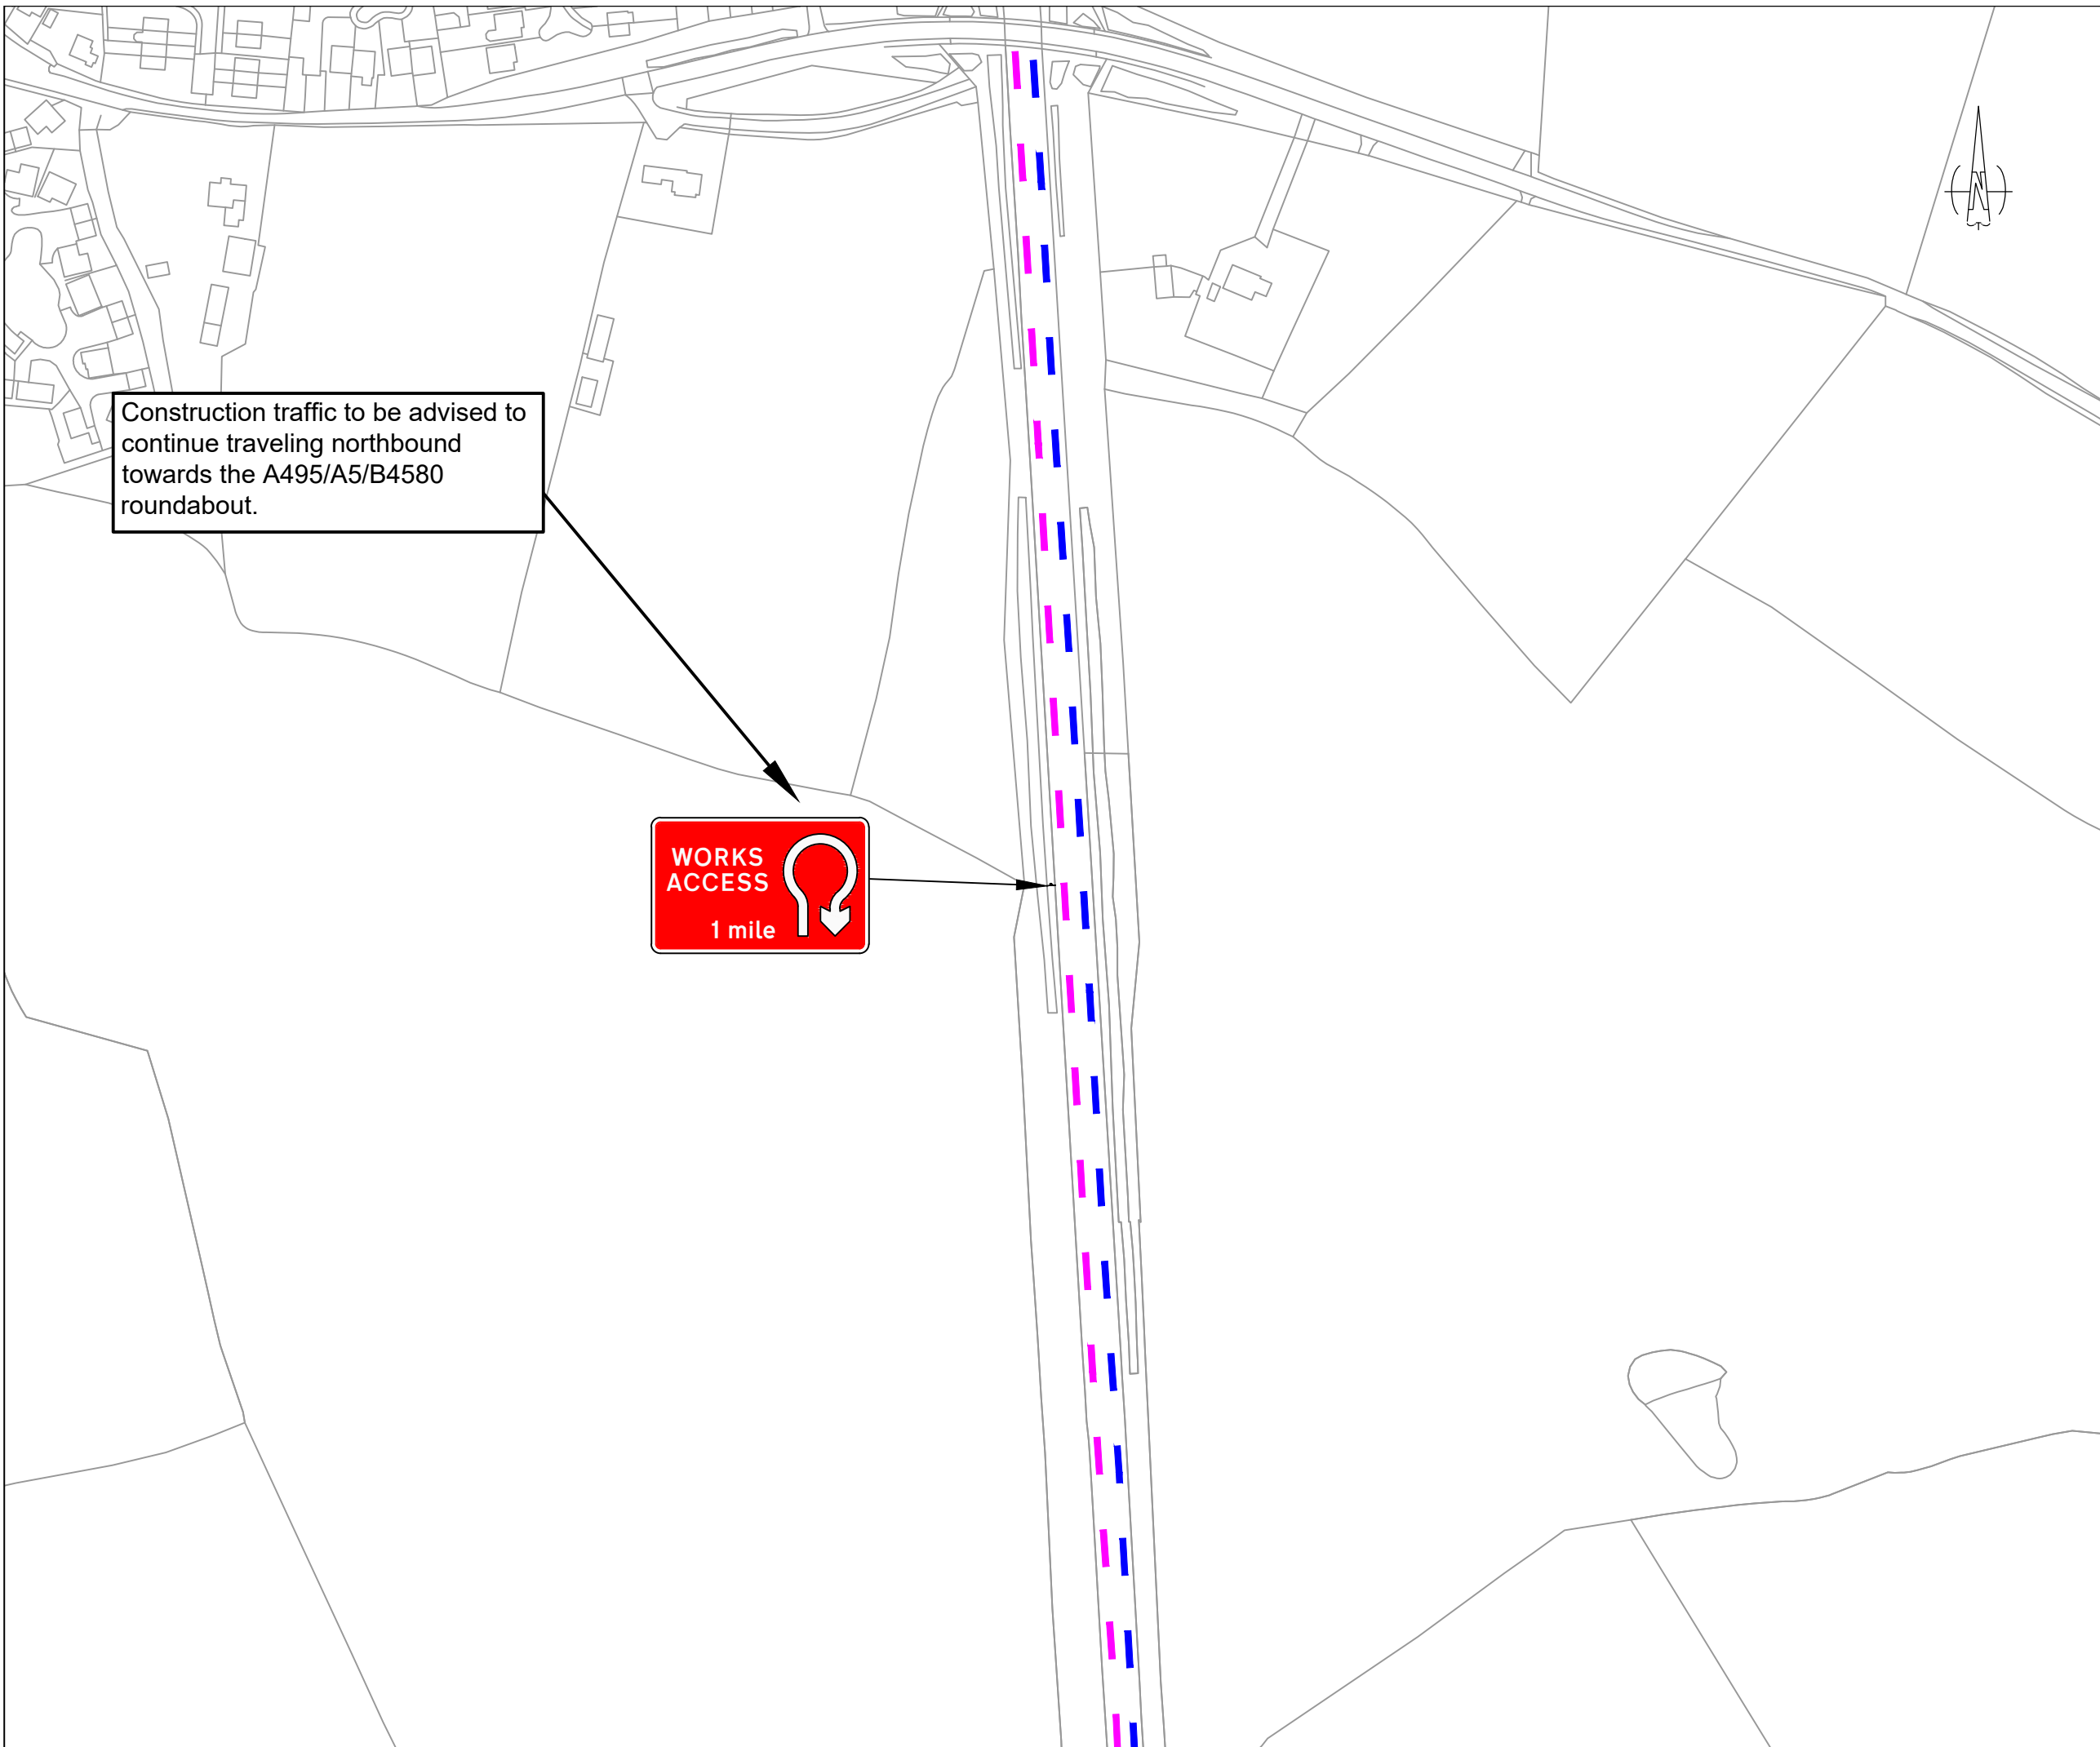 Construction traffic to be advised to
continue traveling northbound
towards the A495/A5/B4580
roundabout.
WORKS
ACCESS
1 mile
N